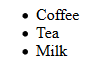 • Coffee
• Tea
• Milk